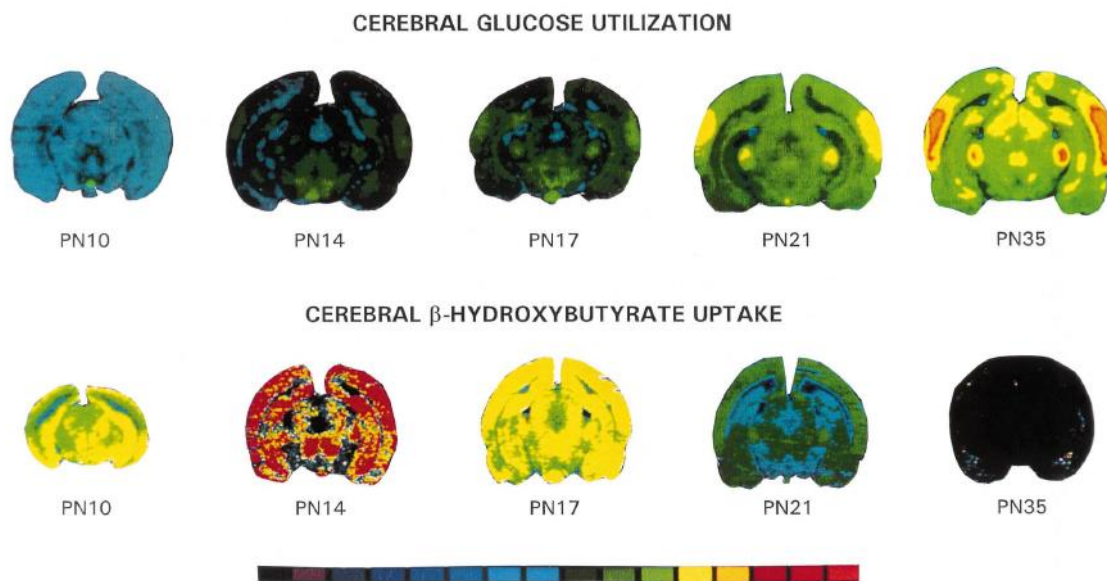 CEREBRAL GLUCOSE UTILIZATION
PN10 PN14 PN17 PN21 PN35
CEREBRAL β-HYDROXYBUTYRATE UPTAKE
PN10 PN14 PN17 PN21 PN35